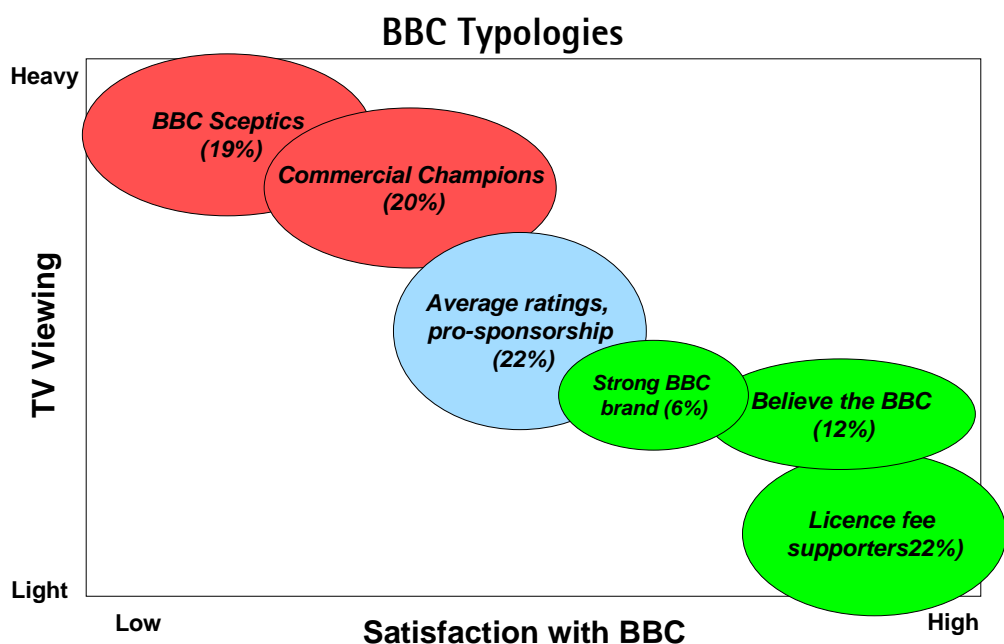 BBC Typologies
Heavy
BBC Sceptics
(19%)
Commercial Champions
(20%)
TV Viewing
Average ratings,
pro-sponsorship
(22%)
Strong BBC
brand (6%)
Believe the BBC
(12%)
Licence fee
supporters22%)
Light
Low
Satisfaction with BBC
High